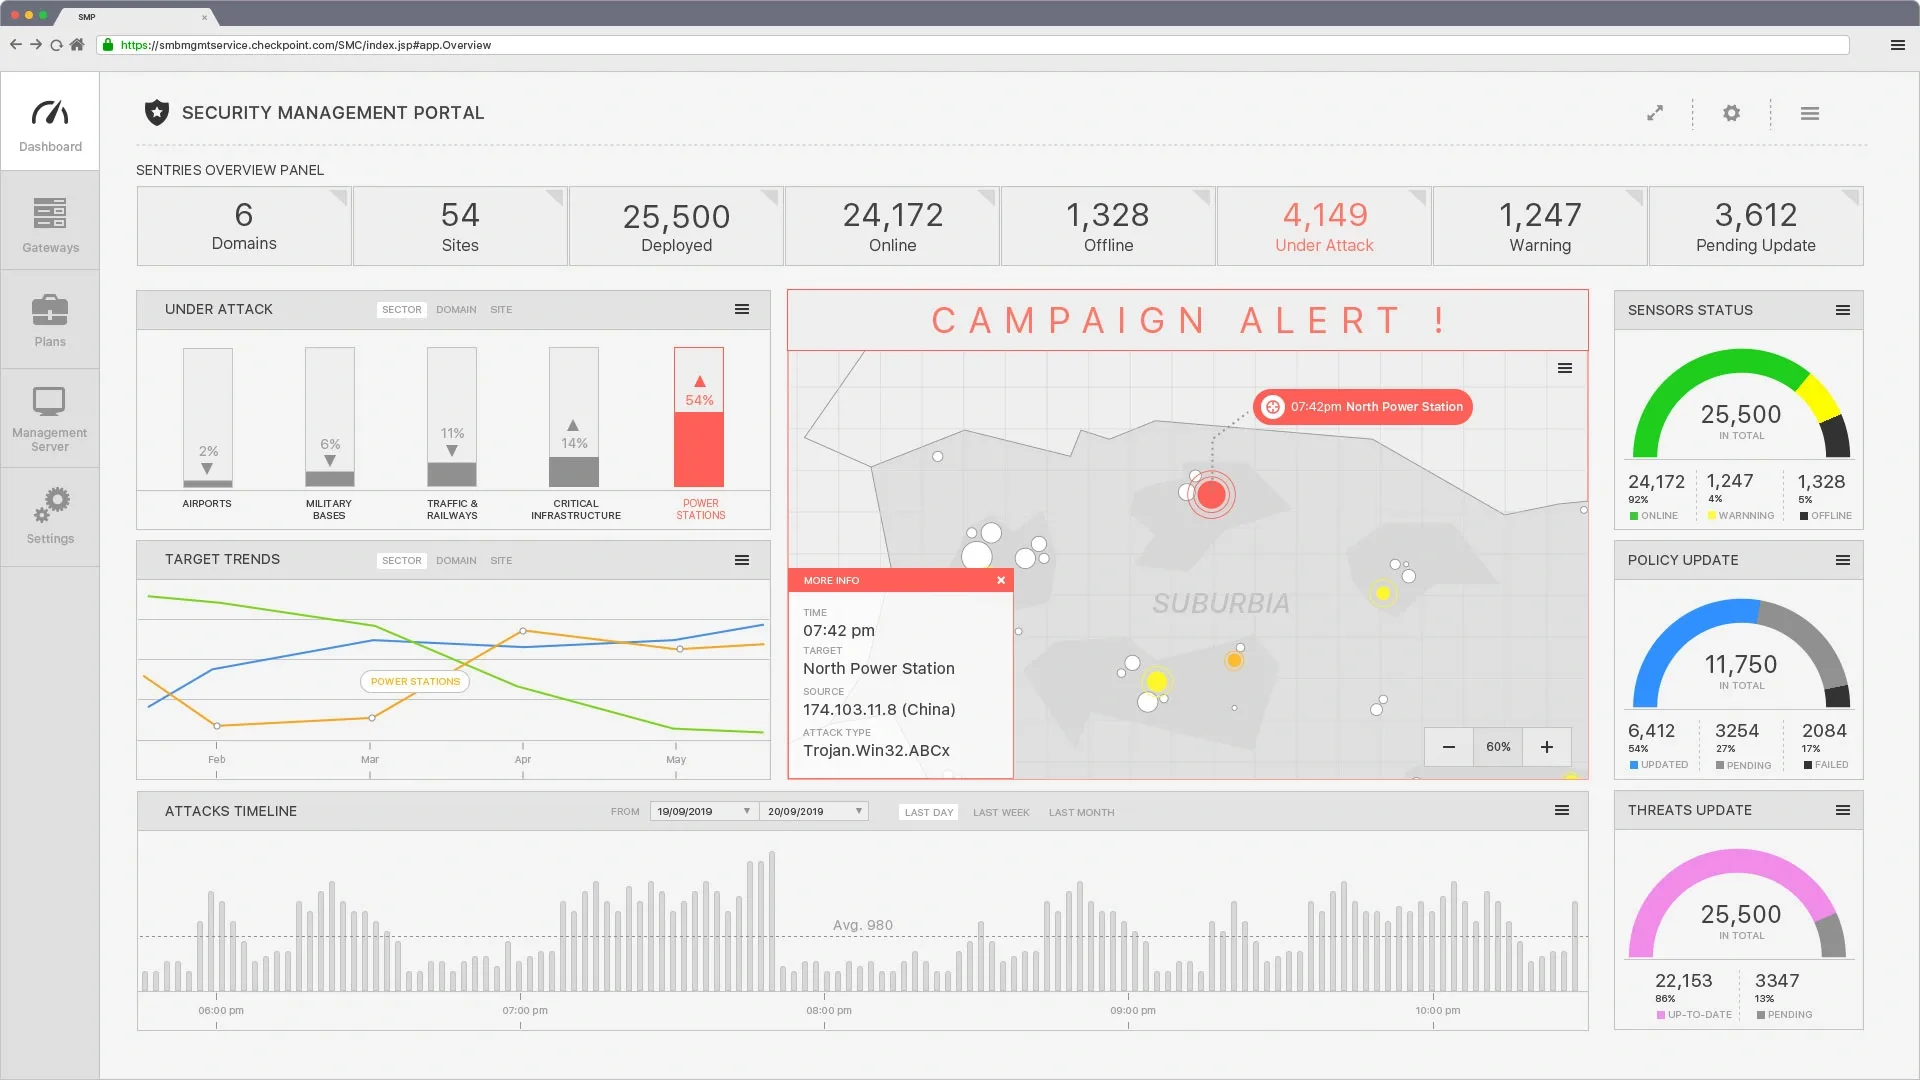 SMP
https://smbmgmtservice.checkpoint.com/SMC/index.jsp#app.Overview
Dashboard
Gateways
Plans
Management
Server
Settings
SECURITY MANAGEMENT PORTAL
SENTRIES OVERVIEW PANEL
6
Domains
54
Sites
25,500
Deployed
24,172
Online
1,328
Offline
4,149
Under Attack
1,247
Warning
3,612
Pending Update
UNDER ATTACK
SECTOR DOMAIN SITE
2%
6%
11%
14%
54%
AIRPORTS
MILITARY
BASES
TRAFFIC &
RAILWAYS
CRITICAL
INFRASTRUCTURE
POWER
STATIONS
TARGET TRENDS
SECTOR DOMAIN SITE
POWER STATIONS
Feb Mar Apr May
CAMPAIGN ALERT !
07:42pm North Power Station
SUBURBIA
MORE INFO
TIME
07:42 pm
TARGET
North Power Station
SOURCE
174.103.11.8 (China)
ATTACK TYPE
Trojan.Win32.ABCx
60%
SENSORS STATUS
25,500
IN TOTAL
24,172
92%
ONLINE
1,247
4%
WARNNING
1,328
5%
OFFLINE
POLICY UPDATE
11,750
IN TOTAL
6,412
54%
UPDATED
3254
27%
PENDING
2084
17%
FAILED
ATTACKS TIMELINE
FROM 19/09/2019 20/09/2019
LAST DAY LAST WEEK LAST MONTH
Avg. 980
06:00 pm 07:00 pm 08:00 pm 09:00 pm 10:00 pm
THREATS UPDATE
25,500
IN TOTAL
22,153
86%
UP-TO-DATE
3347
13%
PENDING